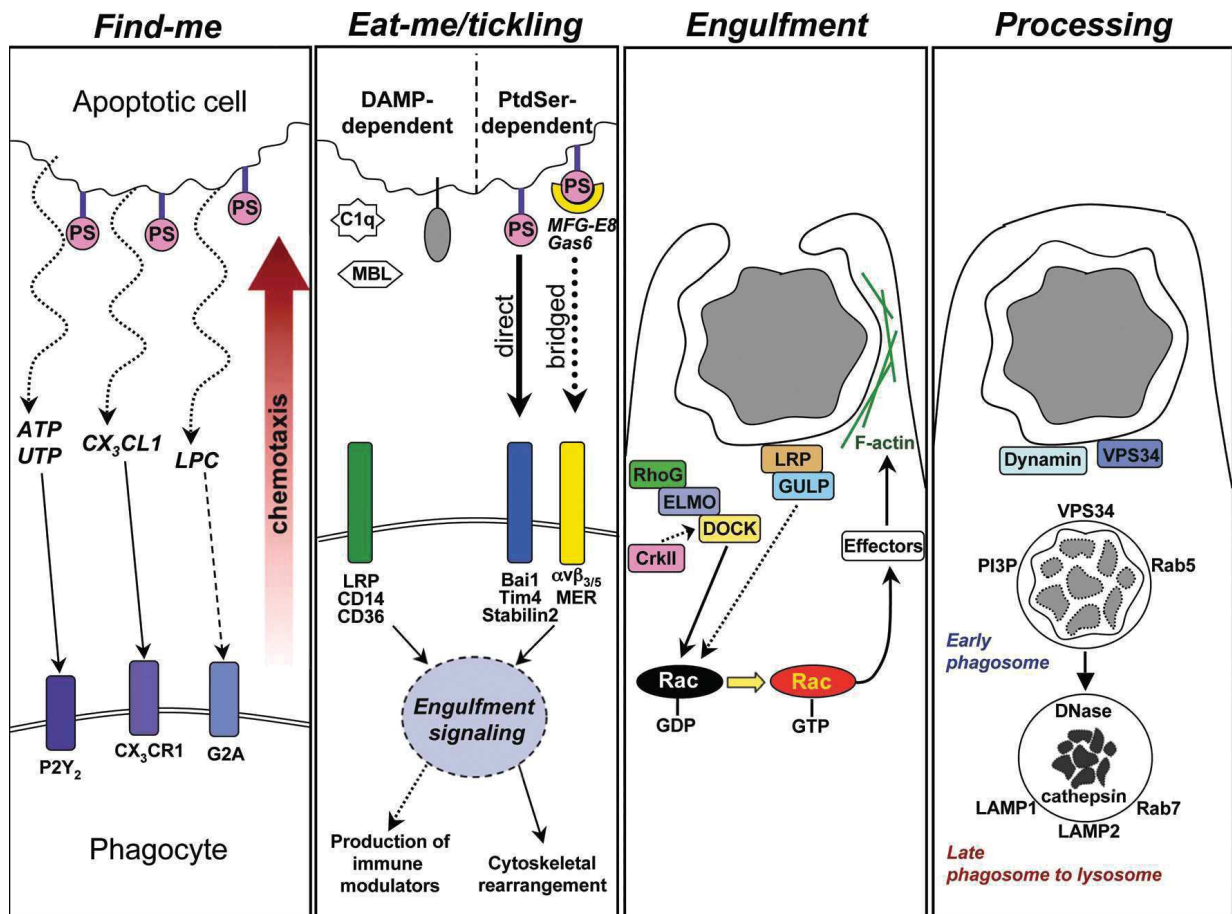 Find-me
Apoptotic cell
PS
PS
PS
ATP
UTP
CX₃CL1
LPC
chemotaxis
P2Y₂
CX₃CR1
G2A
Phagocyte
Eat-me/tickling
DAMP-
dependent
PtdSer-
dependent
C1q
MBL
PS
PS
MFG-E8
Gas6
direct
bridged
LRP
CD14
CD36
Bai1
Tim4
Stabilin2
αvβ₃/₅
MER
Engulfment
signaling
Production of
immune
modulators
Cytoskeletal
rearrangement
Engulfment
F-actin
LRP
GULP
RhoG
ELMO
DOCK
CrkII
Effectors
Rac
GDP
Rac
GTP
Processing
Dynamin
VPS34
VPS34
PI3P
Rab5
Early
phagosome
DNase
cathepsin
LAMP1
Rab7
LAMP2
Late
phagosome to lysosome